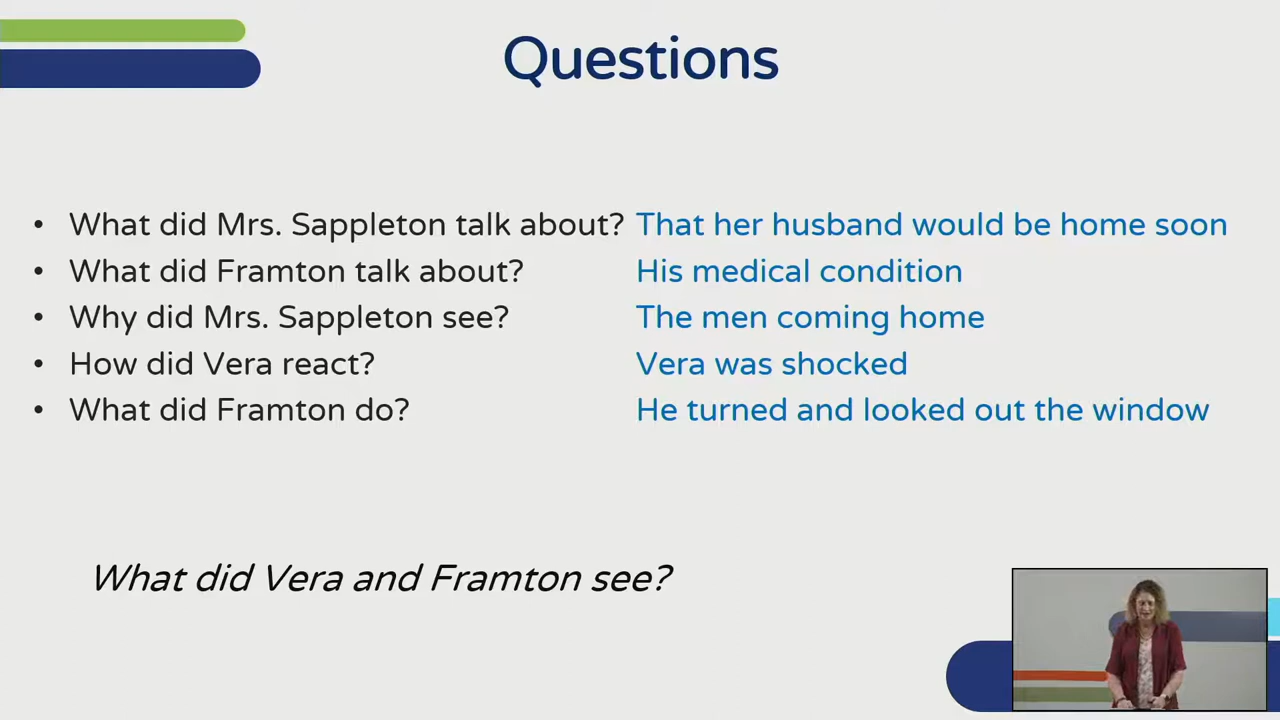 Questions
• What did Mrs. Sappleton talk about? That her husband would be home soon
• What did Framton talk about? His medical condition
• Why did Mrs. Sappleton see? The men coming home
• How did Vera react? Vera was shocked
• What did Framton do? He turned and looked out the window
What did Vera and Framton see?